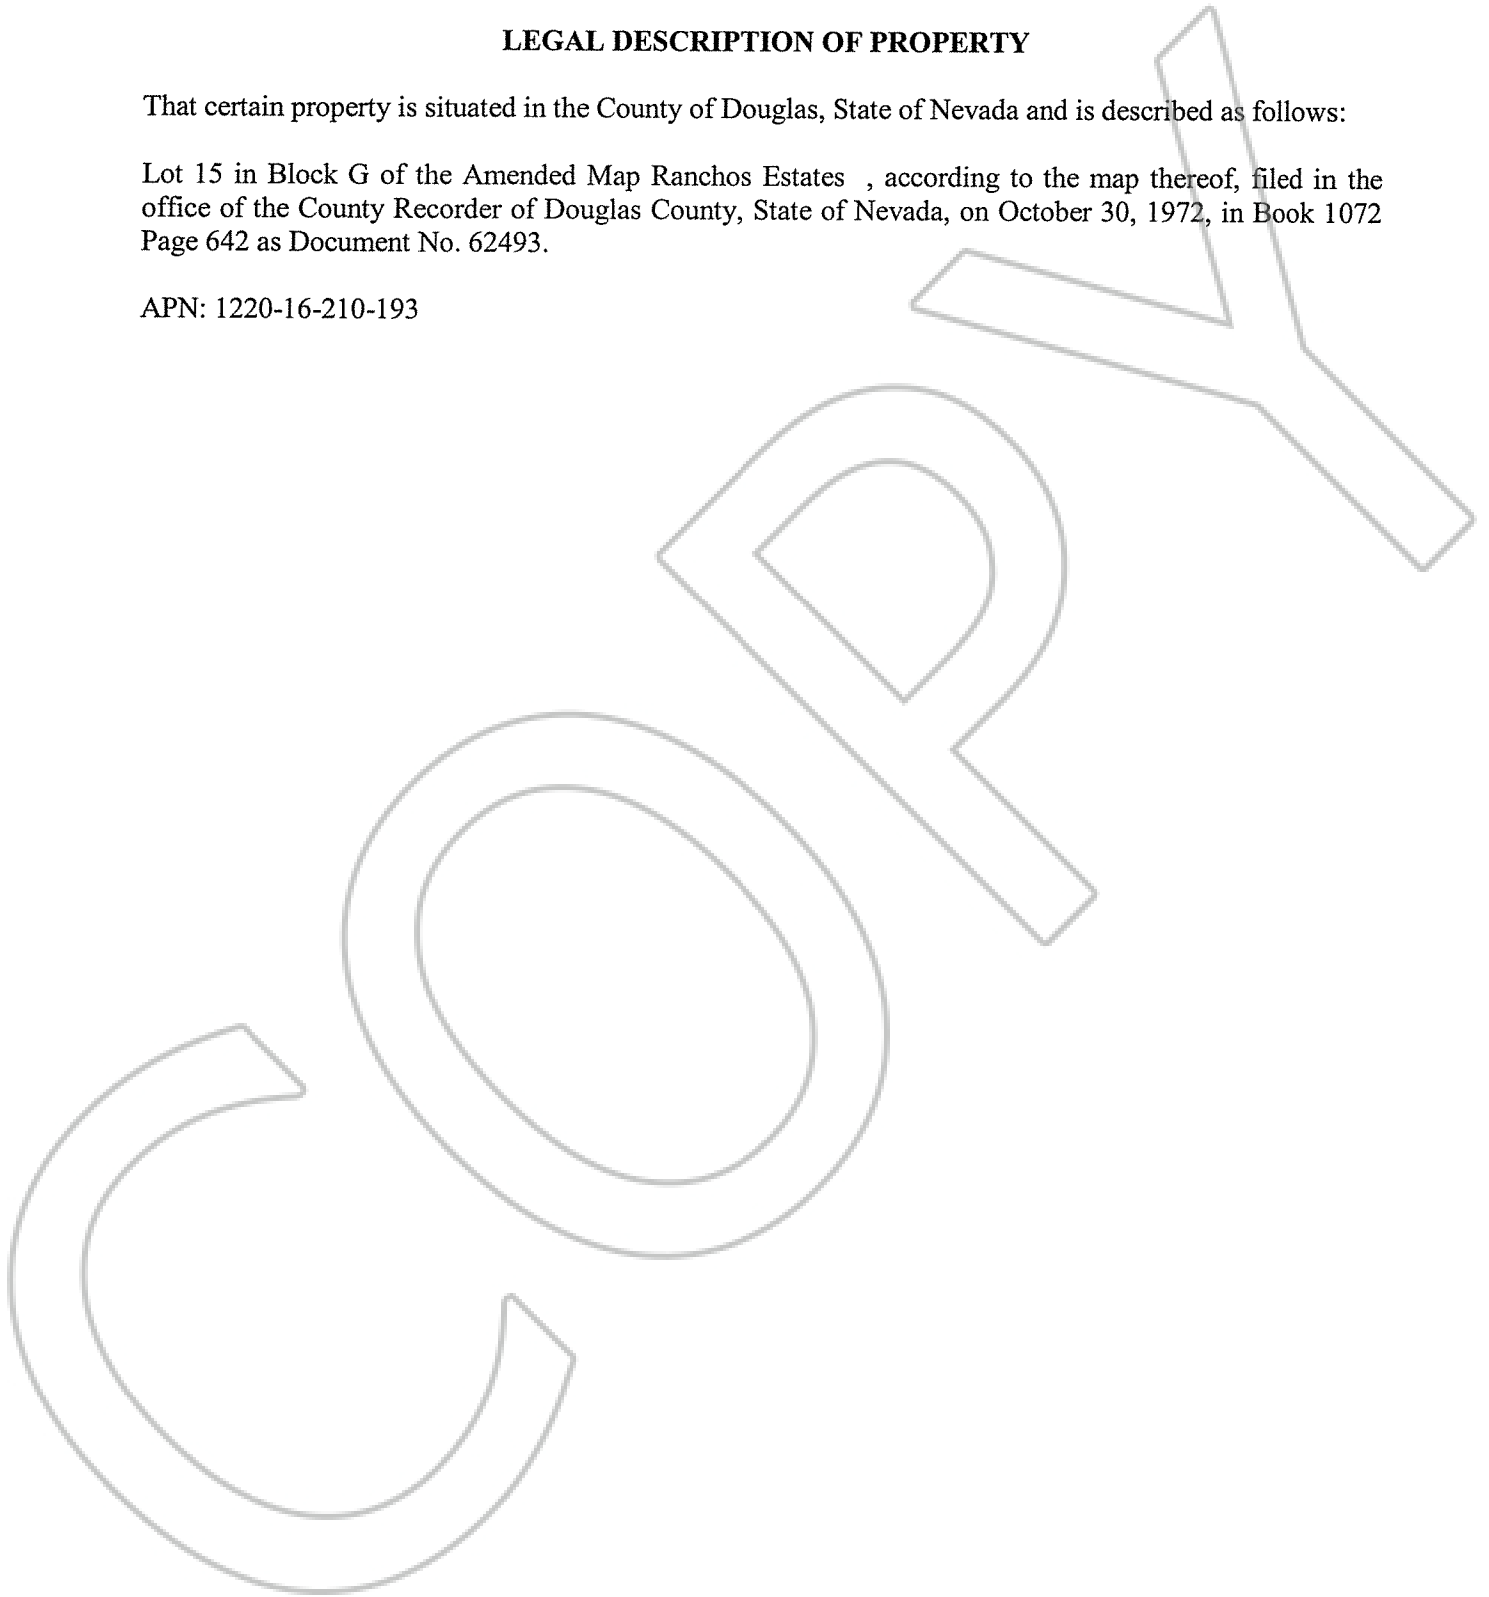 LEGAL DESCRIPTION OF PROPERTY
That certain property is situated in the County of Douglas, State of Nevada and is described as follows:
Lot 15 in Block G of the Amended Map Ranchos Estates , according to the map thereof, filed in the
office of the County Recorder of Douglas County, State of Nevada, on October 30, 1972, in Book 1072
Page 642 as Document No. 62493.
APN: 1220-16-210-193
COPY